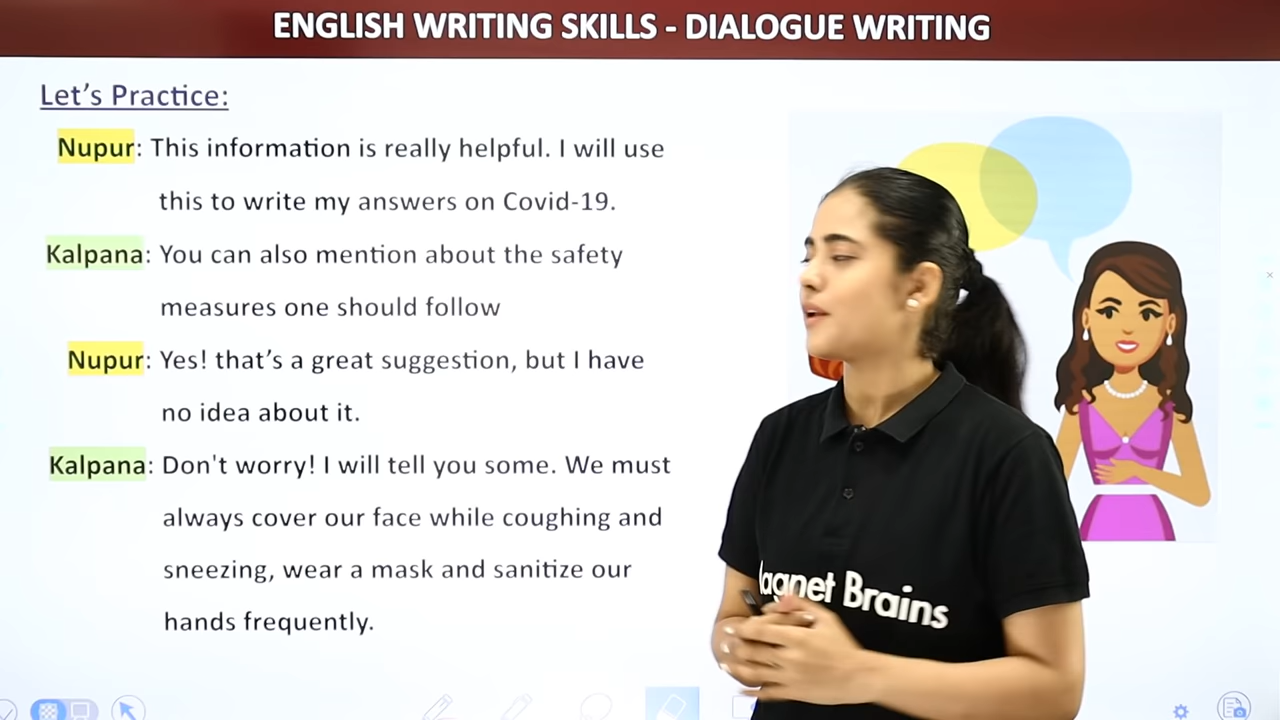 ENGLISH WRITING SKILLS - DIALOGUE WRITING
Let's Practice:
Nupur: This information is really helpful. I will use
this to write my answers on Covid-19.
Kalpana: You can also mention about the safety
measures one should follow
Nupur: Yes! that's a great suggestion, but I have
no idea about it.
Kalpana: Don't worry! I will tell you some. We must
always cover our face while coughing and
sneezing, wear a mask and sanitize our
hands frequently.
agnet Brains